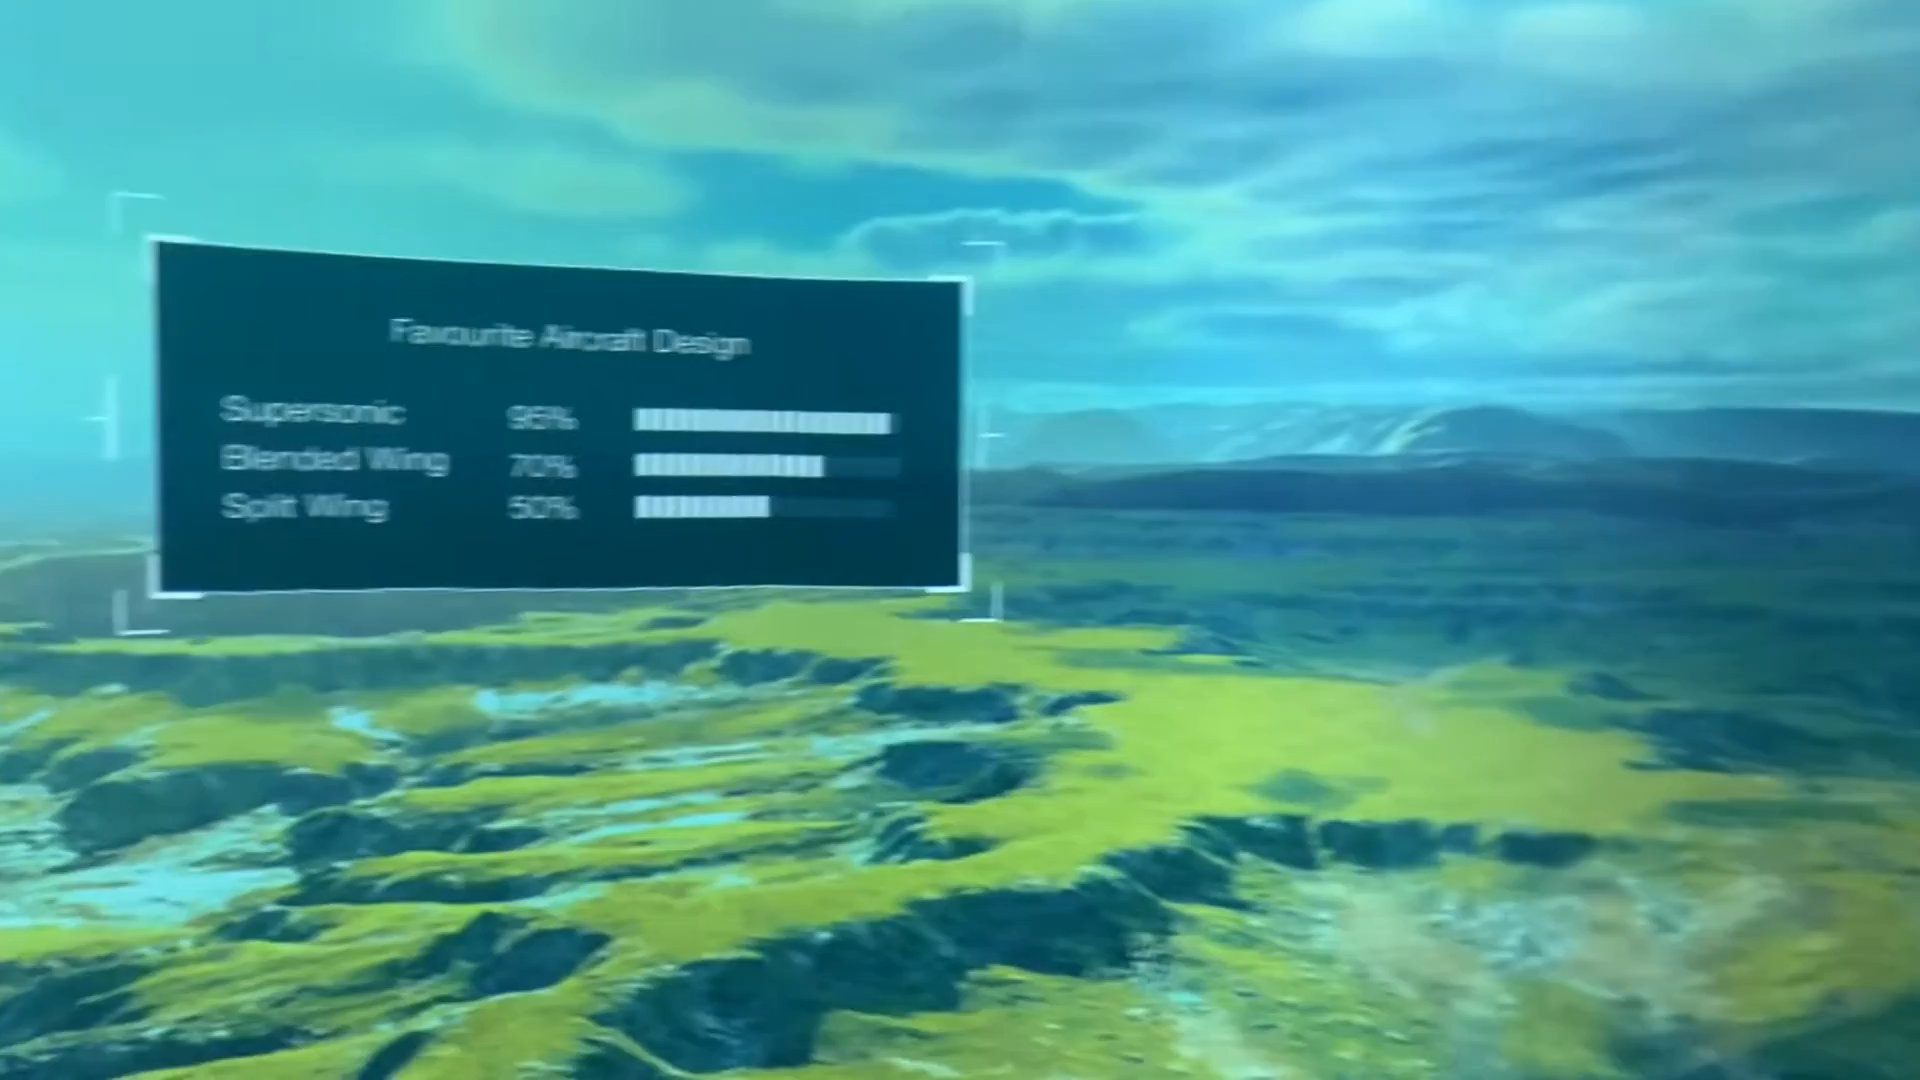 Favourite Aircraft Design
Supersonic 95%
Blended Wing 70%
Split Wing 50%